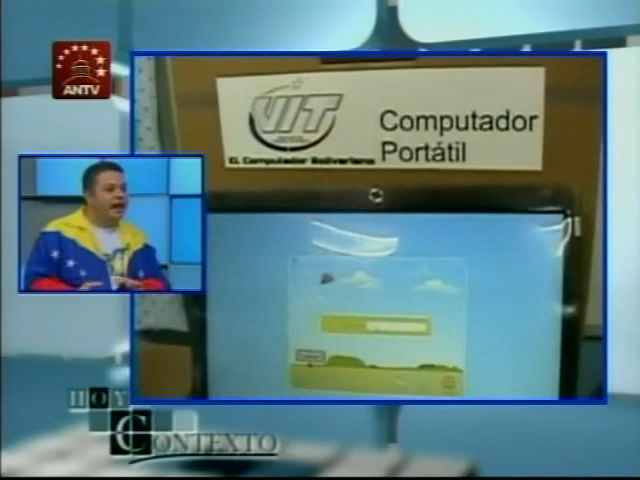 ANTV
VIT
Computador
Portátil
EL Computador Bolivariano
HOY
CONTEXTO